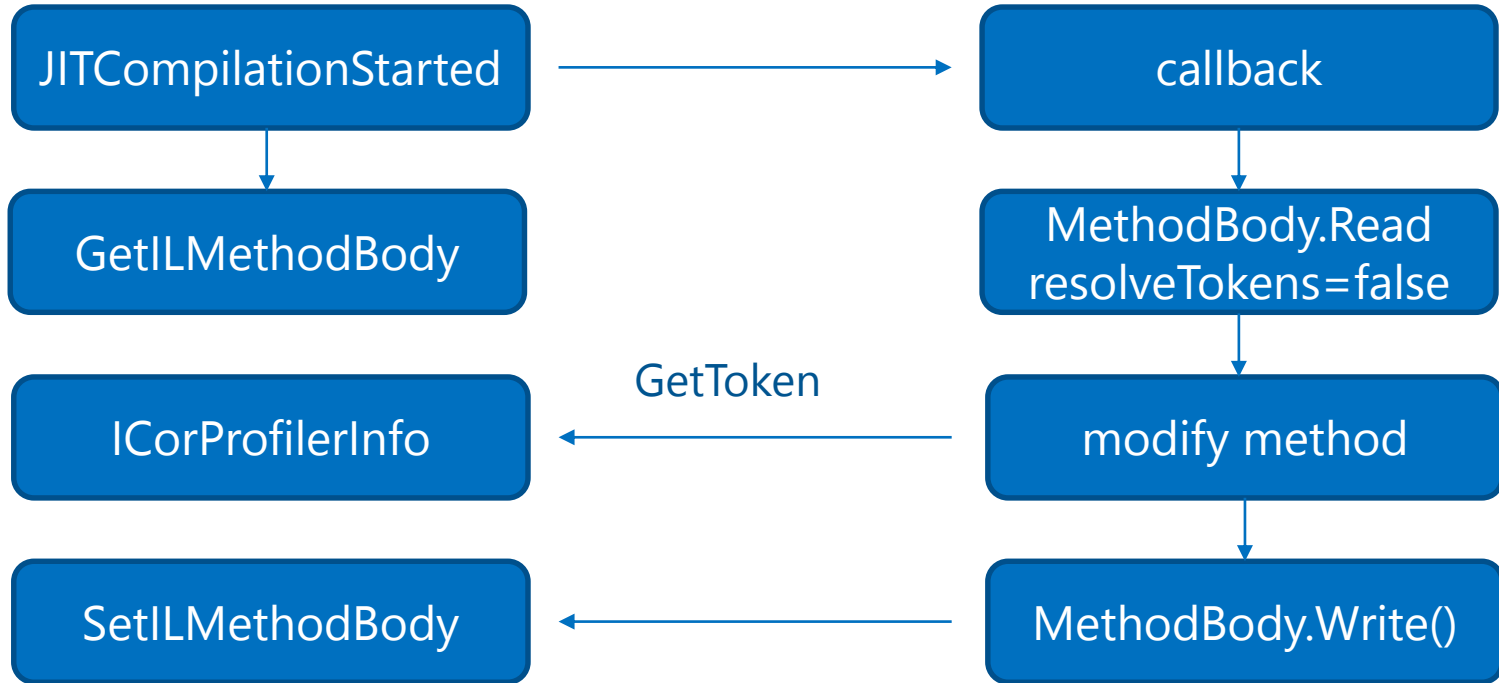 JITCompilationStarted
callback
GetILMethodBody
MethodBody.Read
resolveTokens=false
GetToken
ICorProfilerInfo
modify method
SetILMethodBody
MethodBody.Write()